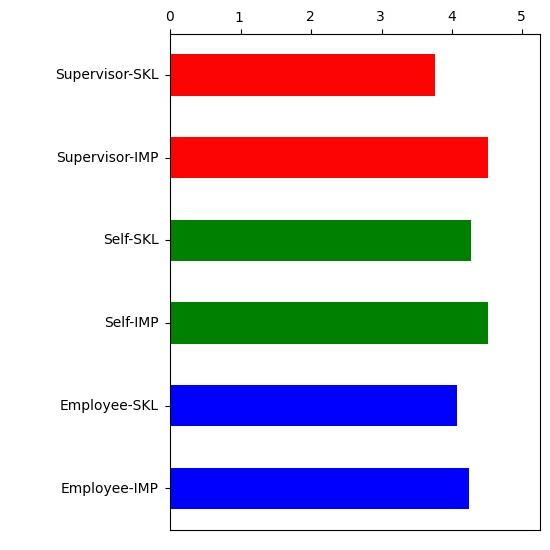 0 1 2 3 4 5
Supervisor-SKL
Supervisor-IMP
Self-SKL
Self-IMP
Employee-SKL
Employee-IMP